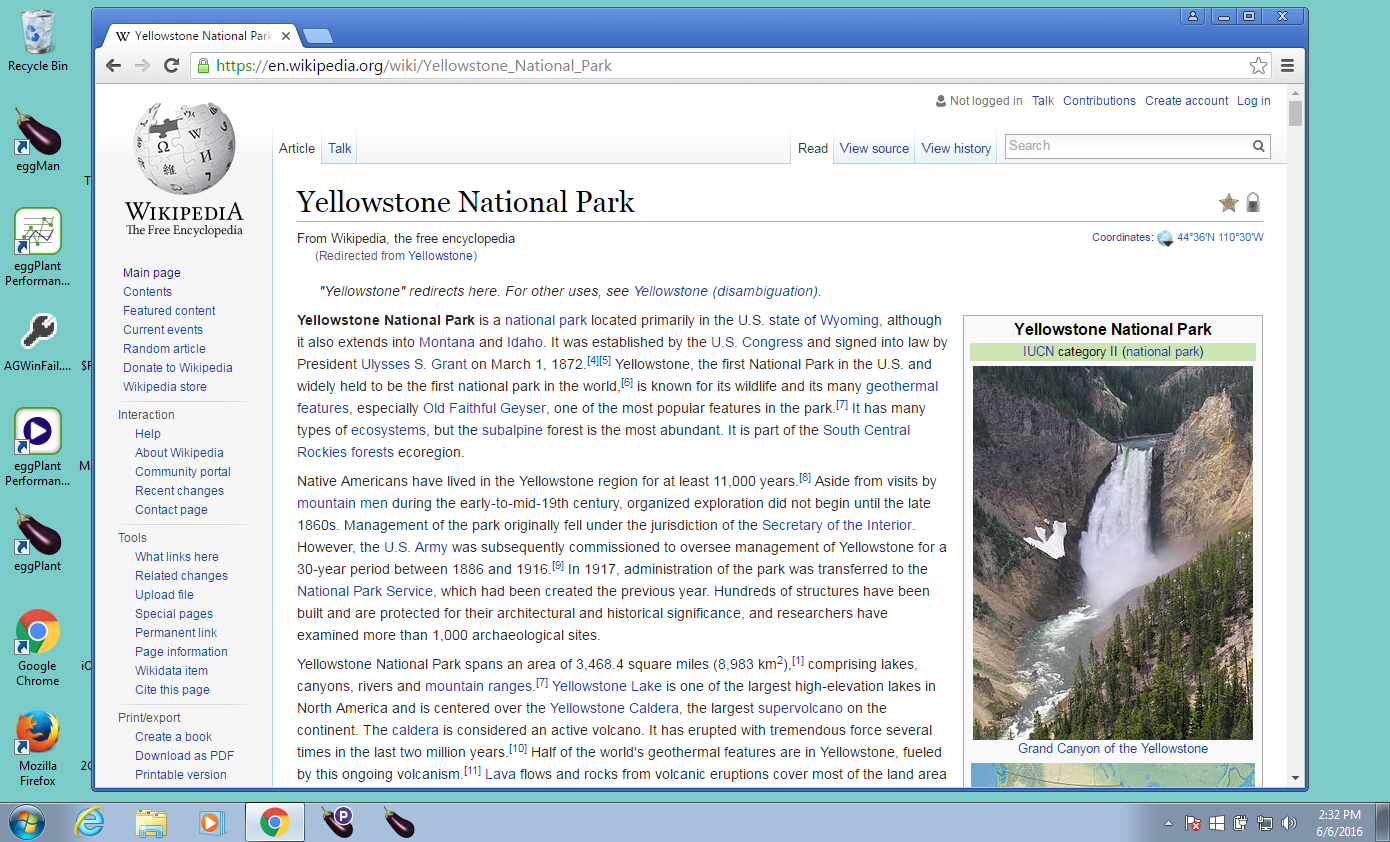 Recycle Bin
eggMan
eggPlant
Performan...
AGWinFail....
eggPlant
Performan...
eggPlant
Google
Chrome
Mozilla
Firefox
Yellowstone National Park
https://en.wikipedia.org/wiki/Yellowstone_National_Park
Not logged in Talk Contributions Create account Log in
Article Talk
Read View source View history Search
WIKIPEDIA
The Free Encyclopedia
Main page
Contents
Featured content
Current events
Random article
Donate to Wikipedia
Wikipedia store
Interaction
Help
About Wikipedia
Community portal
Recent changes
Contact page
Tools
What links here
Related changes
Upload file
Special pages
Permanent link
Page information
Wikidata item
Cite this page
Print/export
Create a book
Download as PDF
Printable version
Yellowstone National Park
From Wikipedia, the free encyclopedia
(Redirected from Yellowstone)
Coordinates: 44°36′N 110°30′W
"Yellowstone" redirects here. For other uses, see Yellowstone (disambiguation).
Yellowstone National Park is a national park located primarily in the U.S. state of Wyoming, although
it also extends into Montana and Idaho. It was established by the U.S. Congress and signed into law by
President Ulysses S. Grant on March 1, 1872.[4][5] Yellowstone, the first National Park in the U.S. and
widely held to be the first national park in the world,[6] is known for its wildlife and its many geothermal
features, especially Old Faithful Geyser, one of the most popular features in the park.[7] It has many
types of ecosystems, but the subalpine forest is the most abundant. It is part of the South Central
Rockies forests ecoregion.
Native Americans have lived in the Yellowstone region for at least 11,000 years.[8] Aside from visits by
mountain men during the early-to-mid-19th century, organized exploration did not begin until the late
1860s. Management of the park originally fell under the jurisdiction of the Secretary of the Interior.
However, the U.S. Army was subsequently commissioned to oversee management of Yellowstone for a
30-year period between 1886 and 1916.[9] In 1917, administration of the park was transferred to the
National Park Service, which had been created the previous year. Hundreds of structures have been
built and are protected for their architectural and historical significance, and researchers have
examined more than 1,000 archaeological sites.
Yellowstone National Park spans an area of 3,468.4 square miles (8,983 km2),[1] comprising lakes,
canyons, rivers and mountain ranges.[7] Yellowstone Lake is one of the largest high-elevation lakes in
North America and is centered over the Yellowstone Caldera, the largest supervolcano on the
continent. The caldera is considered an active volcano. It has erupted with tremendous force several
times in the last two million years.[10] Half of the world's geothermal features are in Yellowstone, fueled
by this ongoing volcanism.[11] Lava flows and rocks from volcanic eruptions cover most of the land area
Yellowstone National Park
IUCN category II (national park)
Grand Canyon of the Yellowstone
2:32 PM
6/6/2016